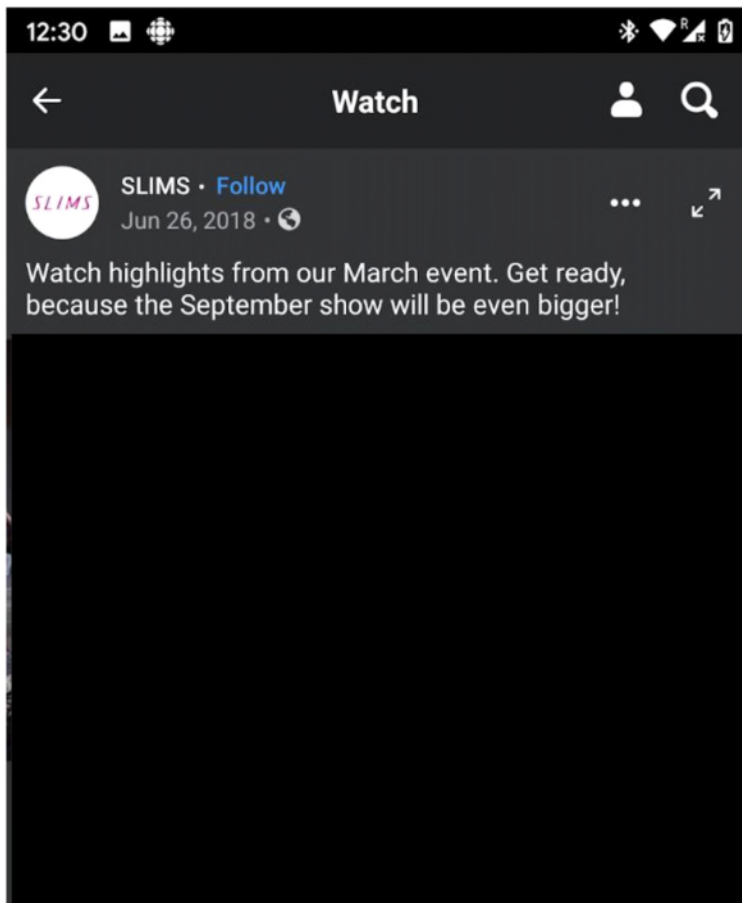 12:30
R
Watch
SLIMS
SLIMS • Follow
Jun 26, 2018 •
Watch highlights from our March event. Get ready,
because the September show will be even bigger!